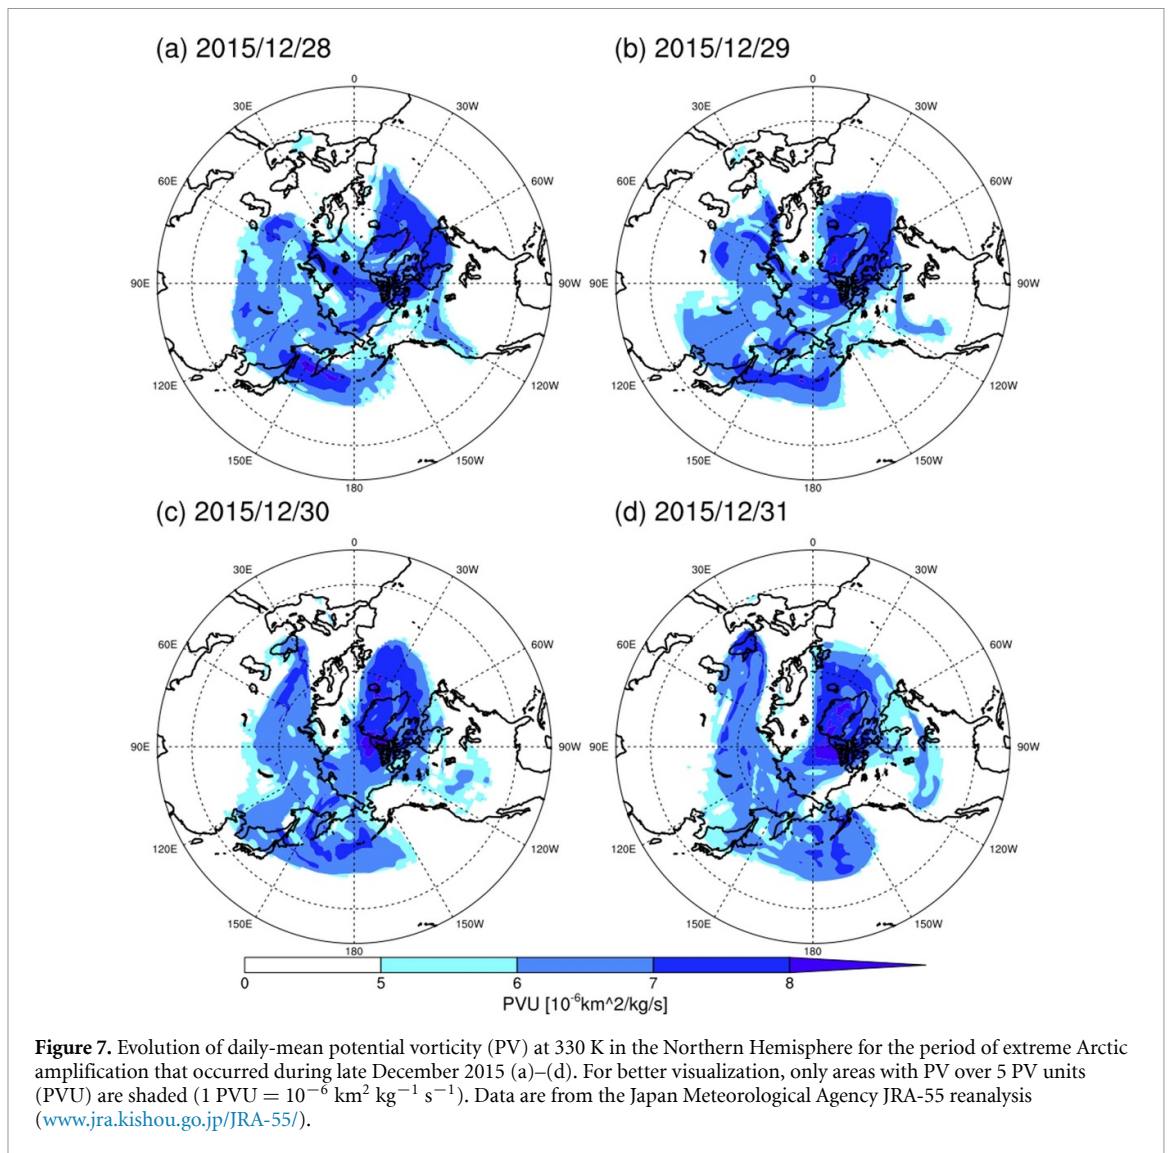 (a) 2015/12/28
(b) 2015/12/29
0
0
30E
30W
30E
30W
60E
60W
60E
60W
90E
90W
90E
90W
120E
120W
120E
120W
150E
150W
150E
150W
180
180
(c) 2015/12/30
(d) 2015/12/31
0
0
30E
30W
30E
30W
60E
60W
60E
60W
90E
90W
90E
90W
120E
120W
120E
120W
150E
150W
150E
150W
180
180
0 5 6 7 8
PVU [10⁻⁶km^2/kg/s]
Figure 7. Evolution of daily-mean potential vorticity (PV) at 330 K in the Northern Hemisphere for the period of extreme Arctic
amplification that occurred during late December 2015 (a)–(d). For better visualization, only areas with PV over 5 PV units
(PVU) are shaded (1 PVU = 10⁻⁶ km² kg⁻¹ s⁻¹). Data are from the Japan Meteorological Agency JRA-55 reanalysis
(www.jra.kishou.go.jp/JRA-55/).